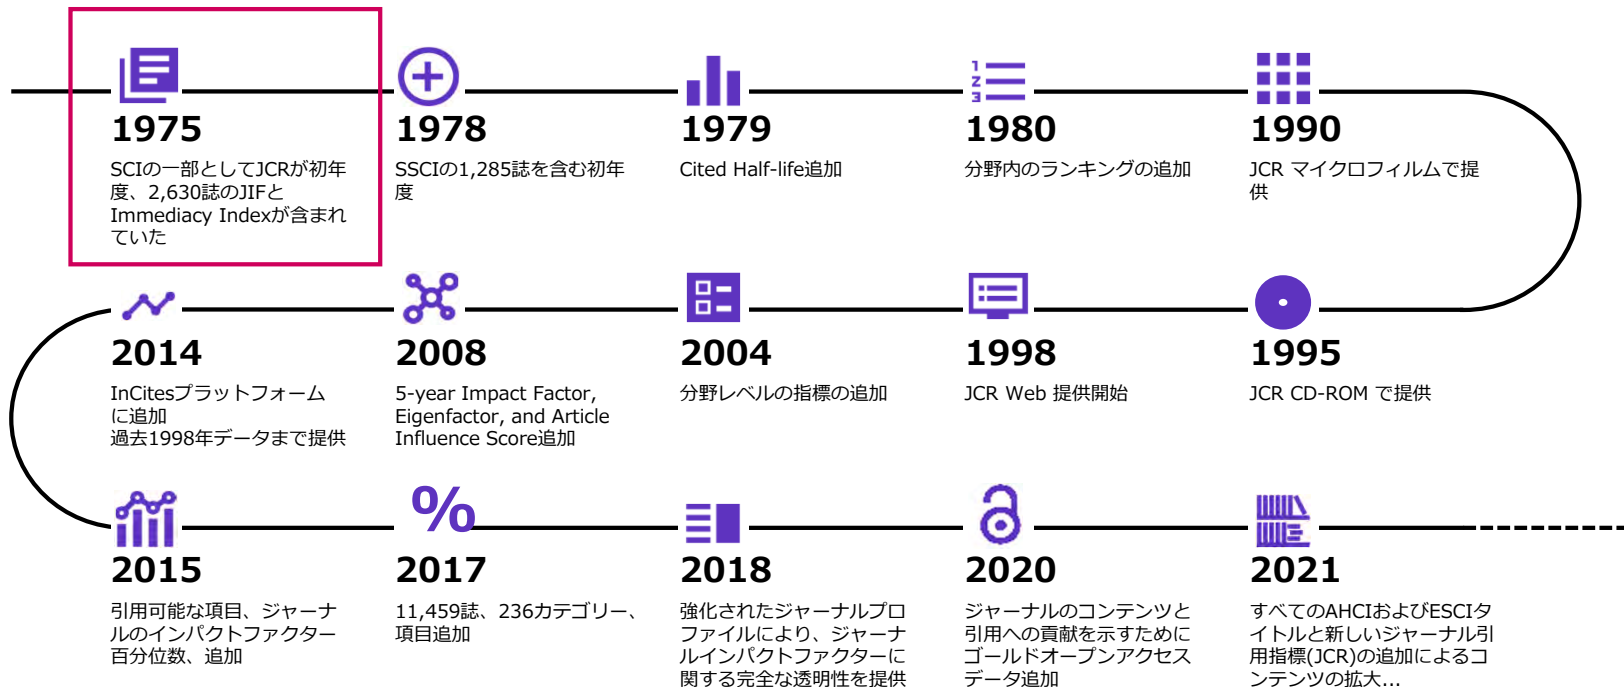 1975
SCIの一部としてJCRが初年
度、2,630誌のJIFと
Immediacy Indexが含まれ
ていた
1978
SSCIの1,285誌を含む初年
度
1979
Cited Half-life追加
1
2
3
1980
分野内のランキングの追加
1990
JCR マイクロフィルムで提
供
1995
JCR CD-ROM で提供
1998
JCR Web 提供開始
2004
分野レベルの指標の追加
2008
5-year Impact Factor,
Eigenfactor, and Article
Influence Score追加
2014
InCitesプラットフォーム
に追加
過去1998年データまで提供
2015
引用可能な項目、ジャーナ
ルのインパクトファクター
百分位数、追加
%
2017
11,459誌、236カテゴリー、
項目追加
2018
強化されたジャーナルプロ
ファイルにより、ジャーナ
ルインパクトファクターに
関する完全な透明性を提供
2020
ジャーナルのコンテンツと
引用への貢献を示すために
ゴールドオープンアクセス
データ追加
2021
すべてのAHCIおよびESCIタ
イトルと新しいジャーナル引
用指標(JCR)の追加によるコ
ンテンツの拡大...